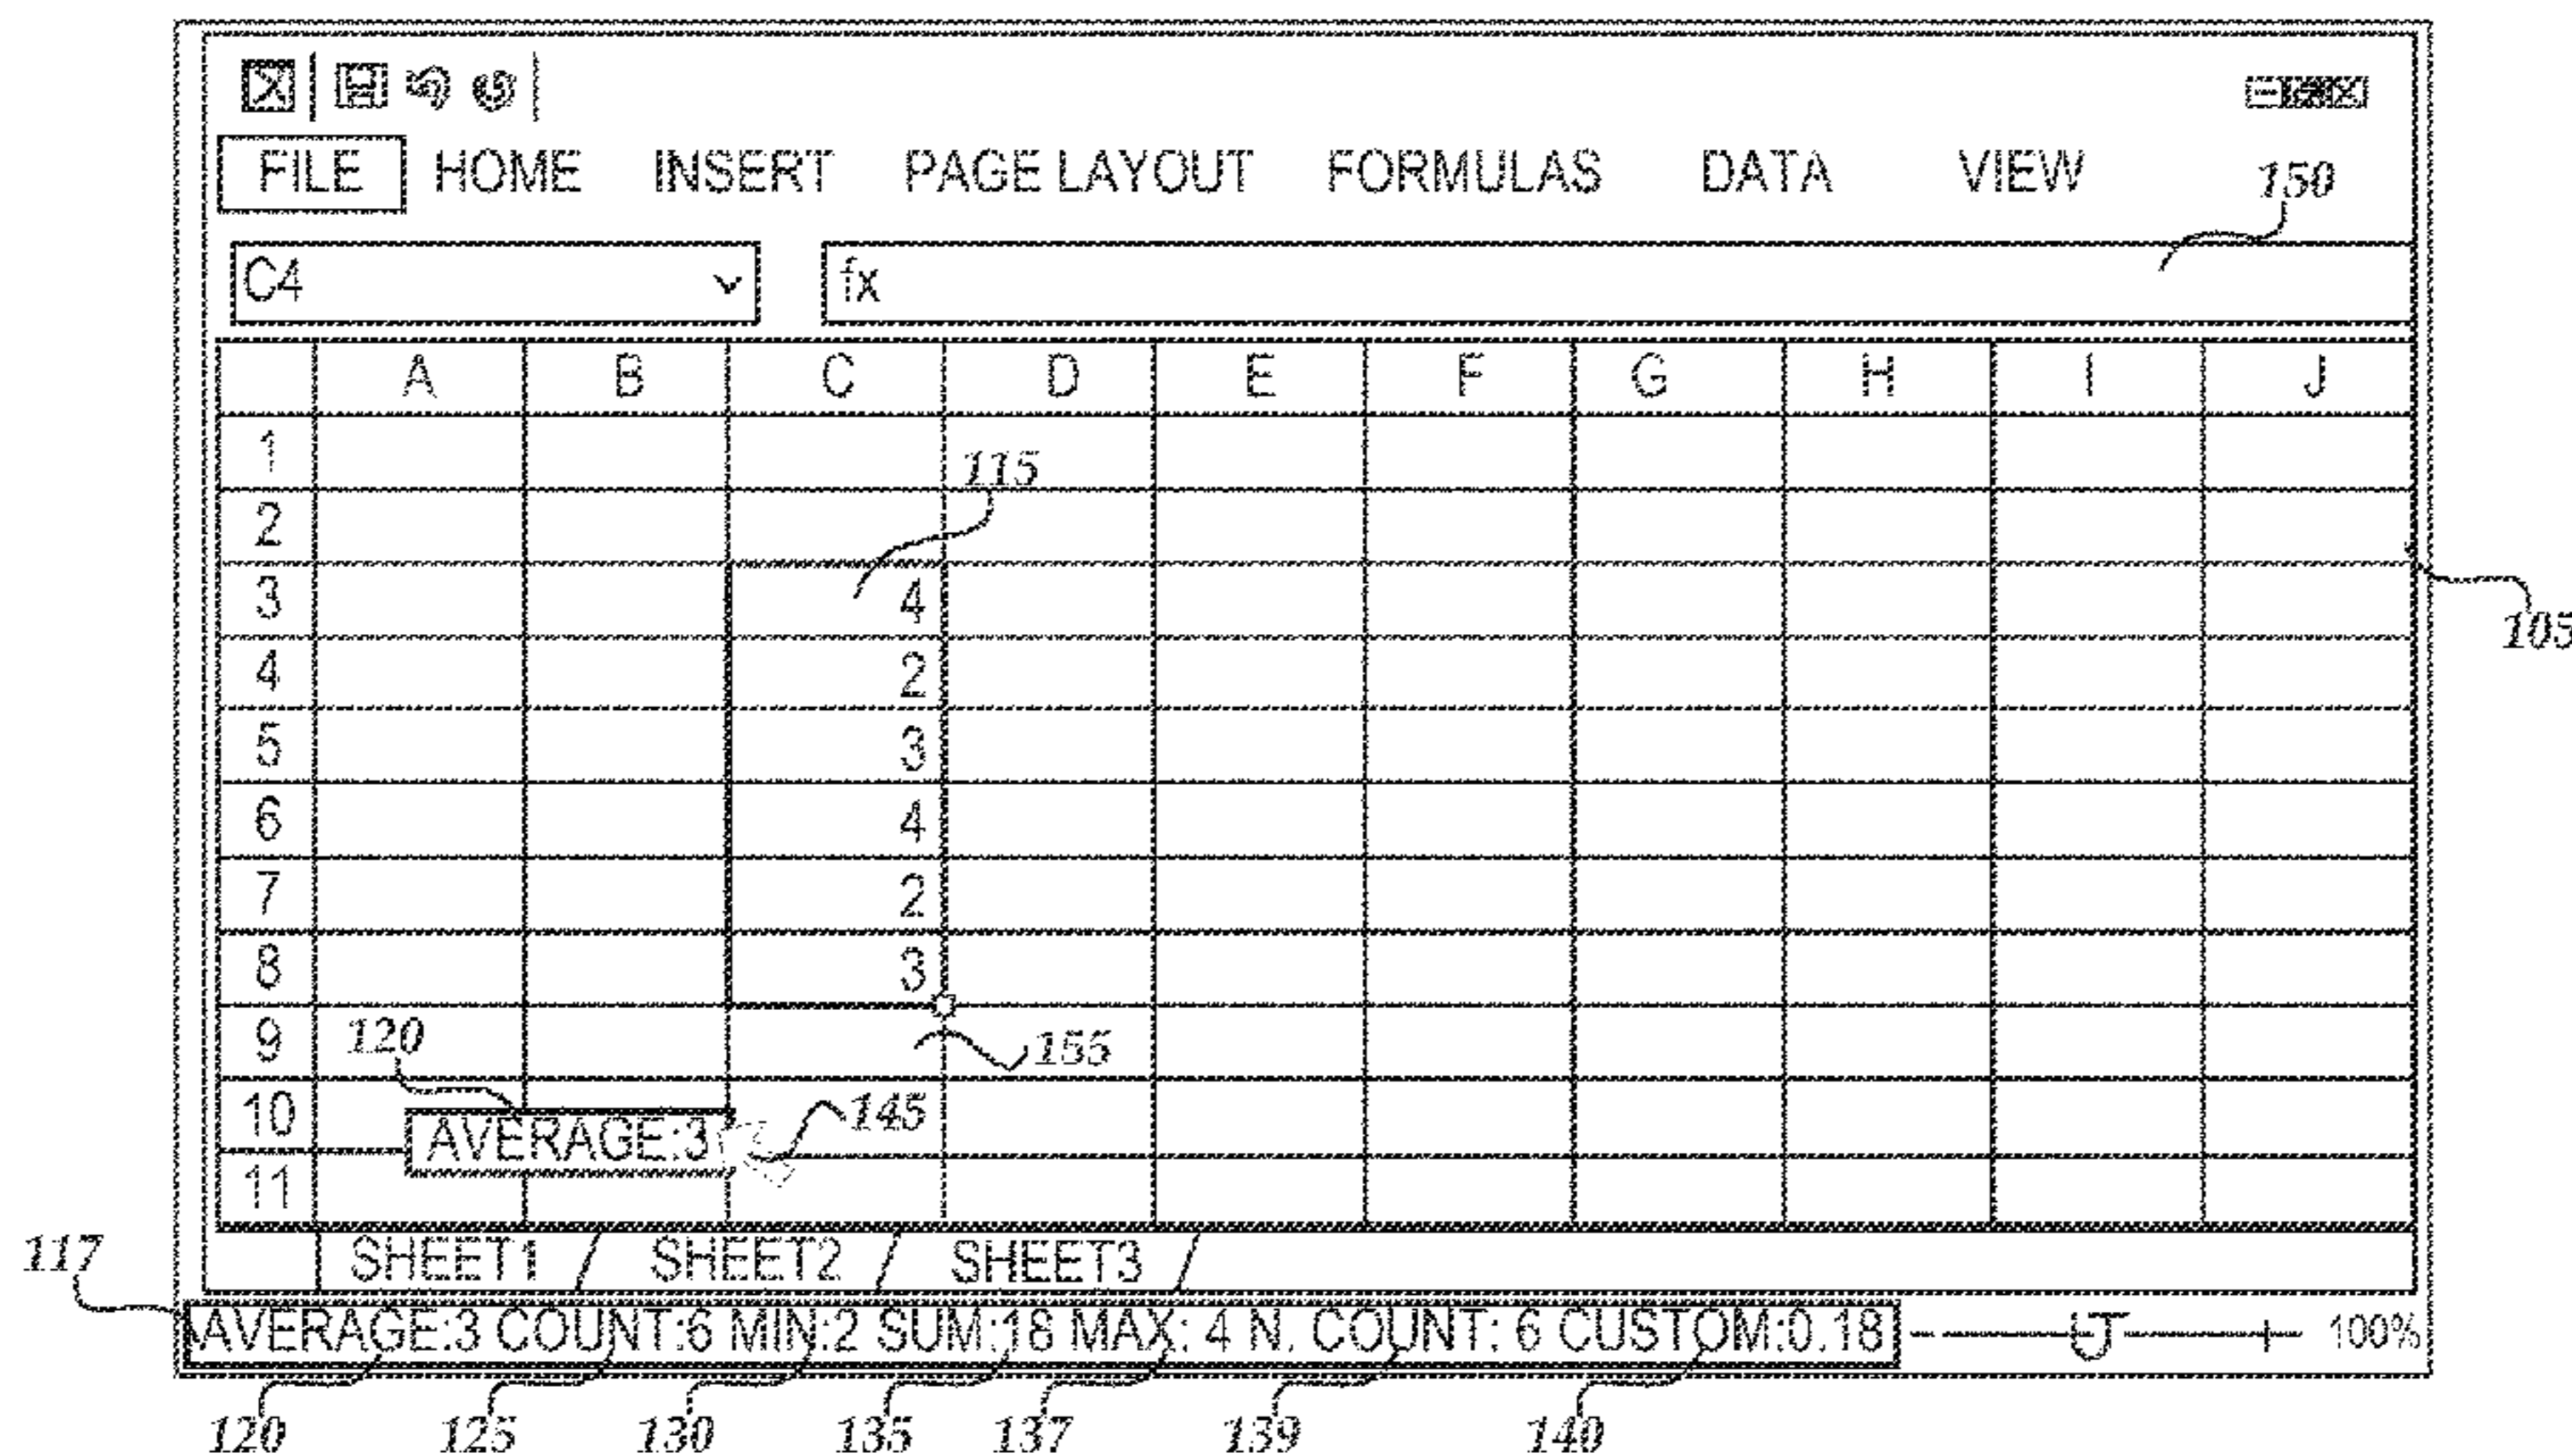 FILE HOME INSERT PAGE LAYOUT FORMULAS DATA VIEW
150
C4 fx
A B C D E F G H I J
1
115
2
3 4
105
4 2
5 3
6 4
7 2
8 3
9 120 155
10 145
AVERAGE:3
11
117 SHEET1 SHEET2 SHEET3
AVERAGE:3 COUNT:6 MIN:2 SUM:18 MAX: 4 N. COUNT: 6 CUSTOM:0.18 100%
120 125 130 135 137 139 140